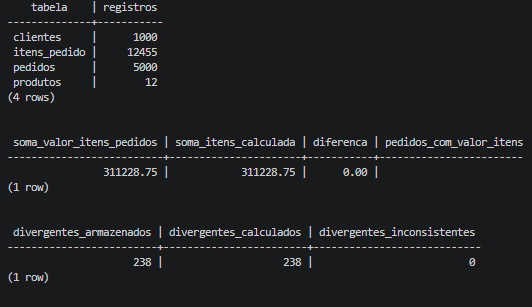 tabela | registros
--------------+-----------
clientes | 1000
itens_pedido | 12455
pedidos | 5000
produtos | 12
(4 rows)
soma_valor_itens_pedidos | soma_itens_calculada | diferenca | pedidos_com_valor_itens
--------------------------+----------------------+-----------+-------------------------
311228.75 | 311228.75 | 0.00 |
(1 row)
divergentes_armazenados | divergentes_calculados | divergentes_inconsistentes
-------------------------+------------------------+----------------------------
238 | 238 | 0
(1 row)